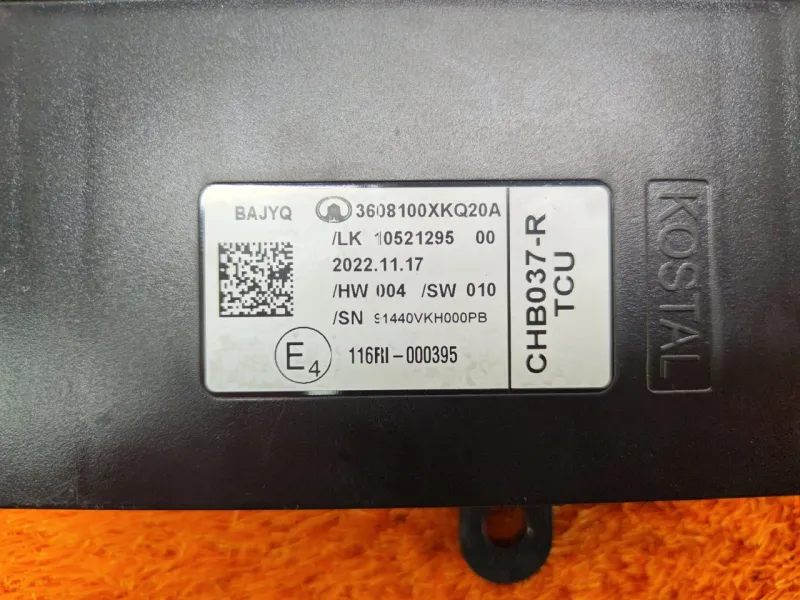 BAJYQ 3608100XKQ20A
/LK 10521295 00
2022.11.17
/HW 004 /SW 010
/SN 91440VKH000PB
E4 116RI-000395
CHB037-R
TCU
KOSTAL